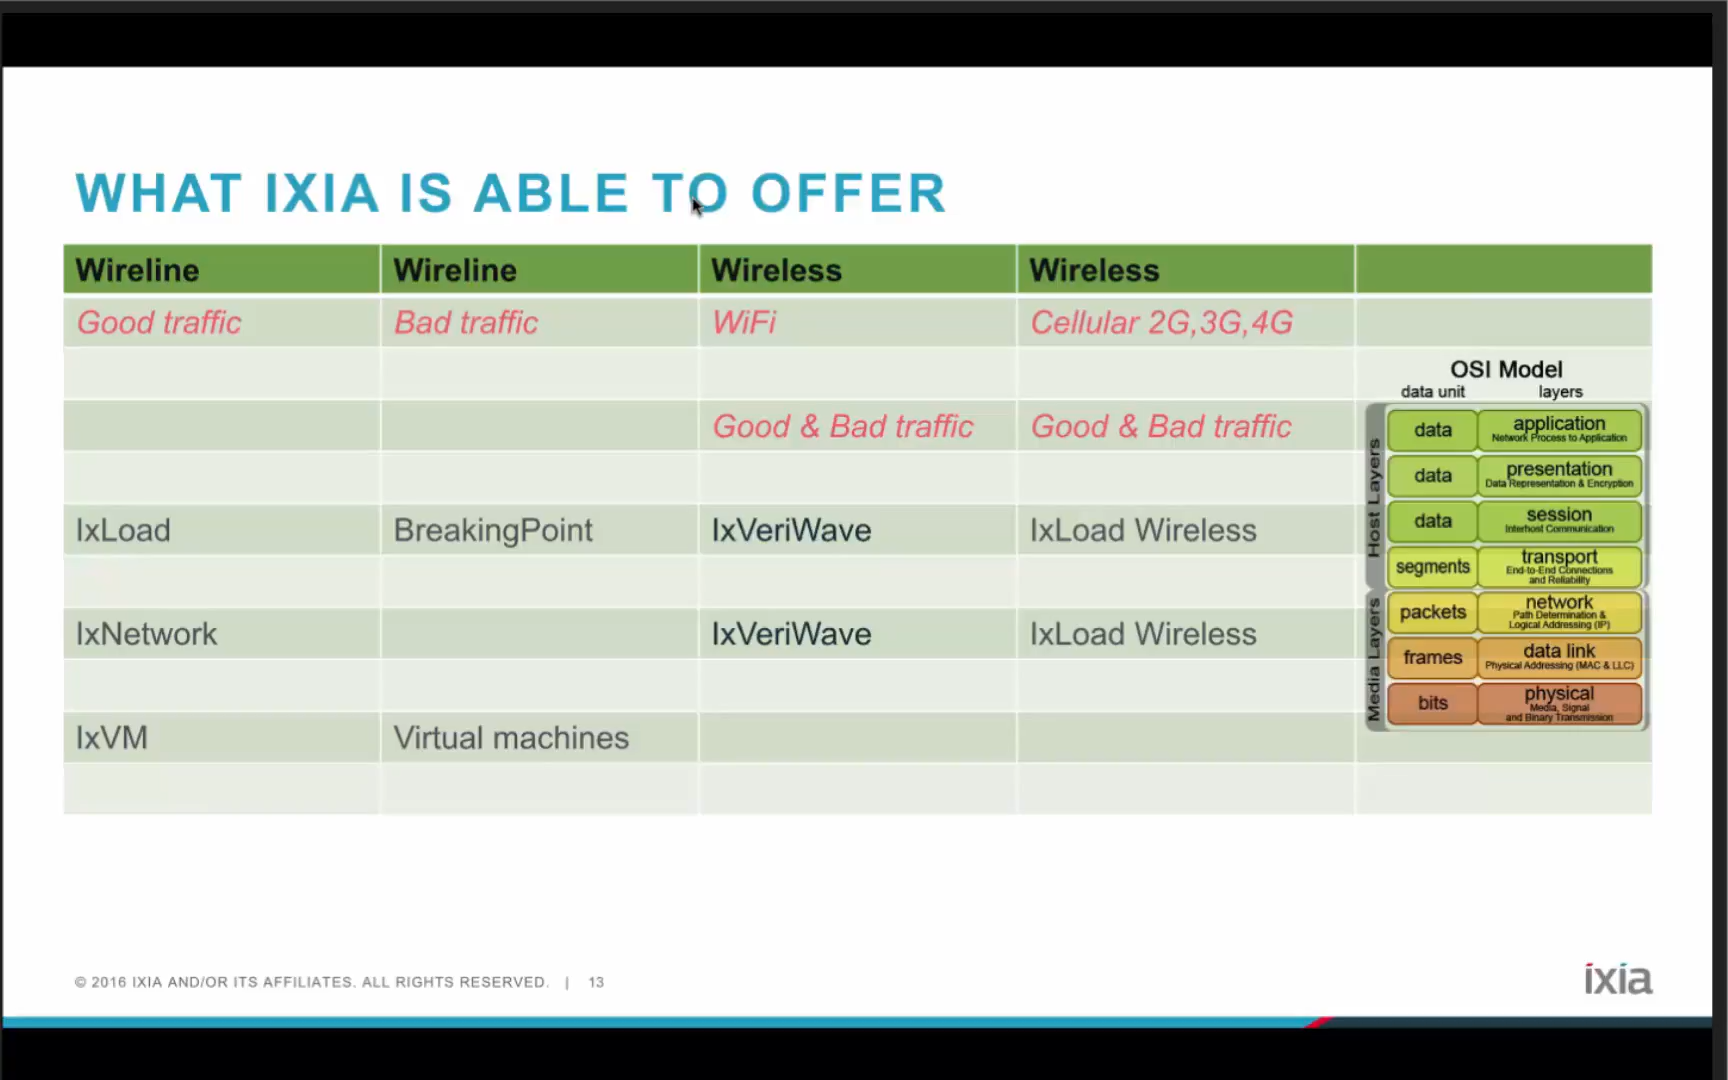 WHAT IXIA IS ABLE TO OFFER
Wireline Wireline Wireless Wireless
Good traffic Bad traffic WiFi Cellular 2G,3G,4G
Good & Bad traffic Good & Bad traffic
IxLoad BreakingPoint IxVeriWave IxLoad Wireless
IxNetwork IxVeriWave IxLoad Wireless
IxVM Virtual machines
OSI Model
data unit layers
Host Layers
data application
Network Process to Application
data presentation
Data Representation & Encryption
data session
Interhost Communication
segments transport
End-to-End Connections
and Reliability
Media Layers
packets network
Path Determination &
Logical Addressing (IP)
frames data link
Physical Addressing (MAC & LLC)
bits physical
Media, Signal
and Binary Transmission
© 2016 IXIA AND/OR ITS AFFILIATES. ALL RIGHTS RESERVED. | 13
ixia